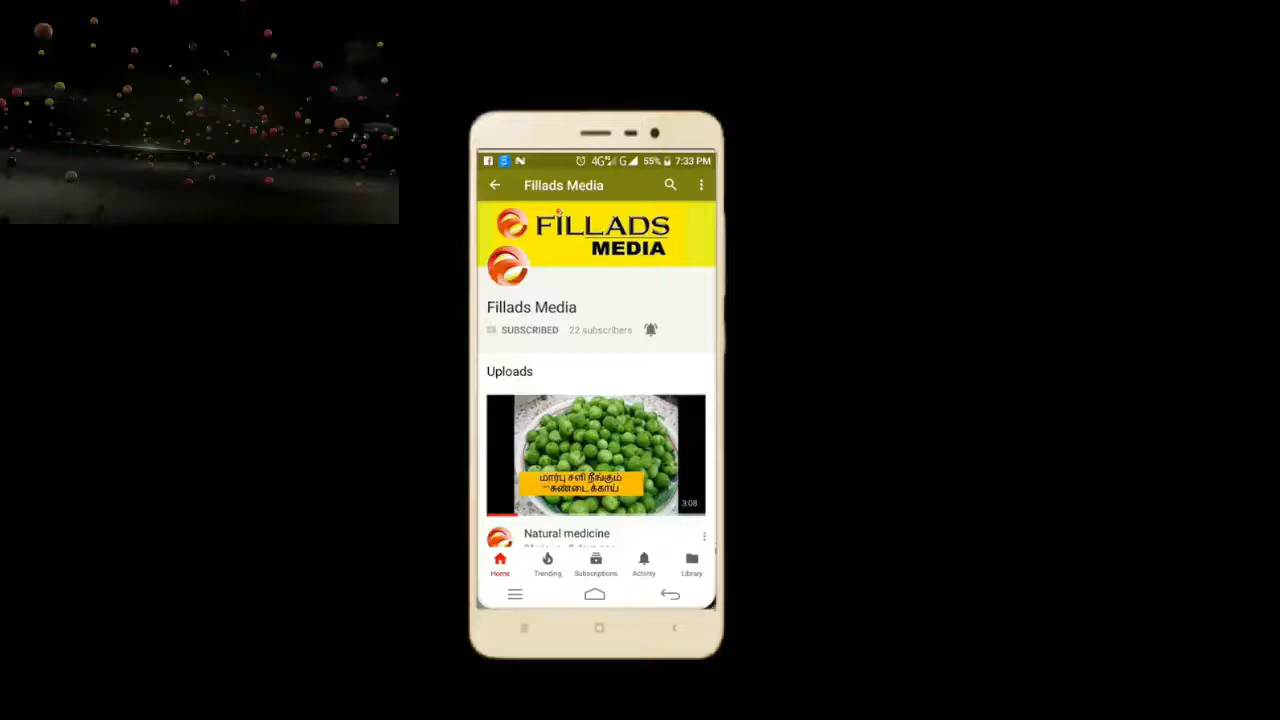 4G G 55% 7:33 PM
Fillads Media
FiLLADS
MEDIA
Fillads Media
SUBSCRIBED 22 subscribers
Uploads
மார்பு சளி நீங்கும்
சுண்டைக்காய்
3:08
Natural medicine
Home Trending Subscriptions Activity Library